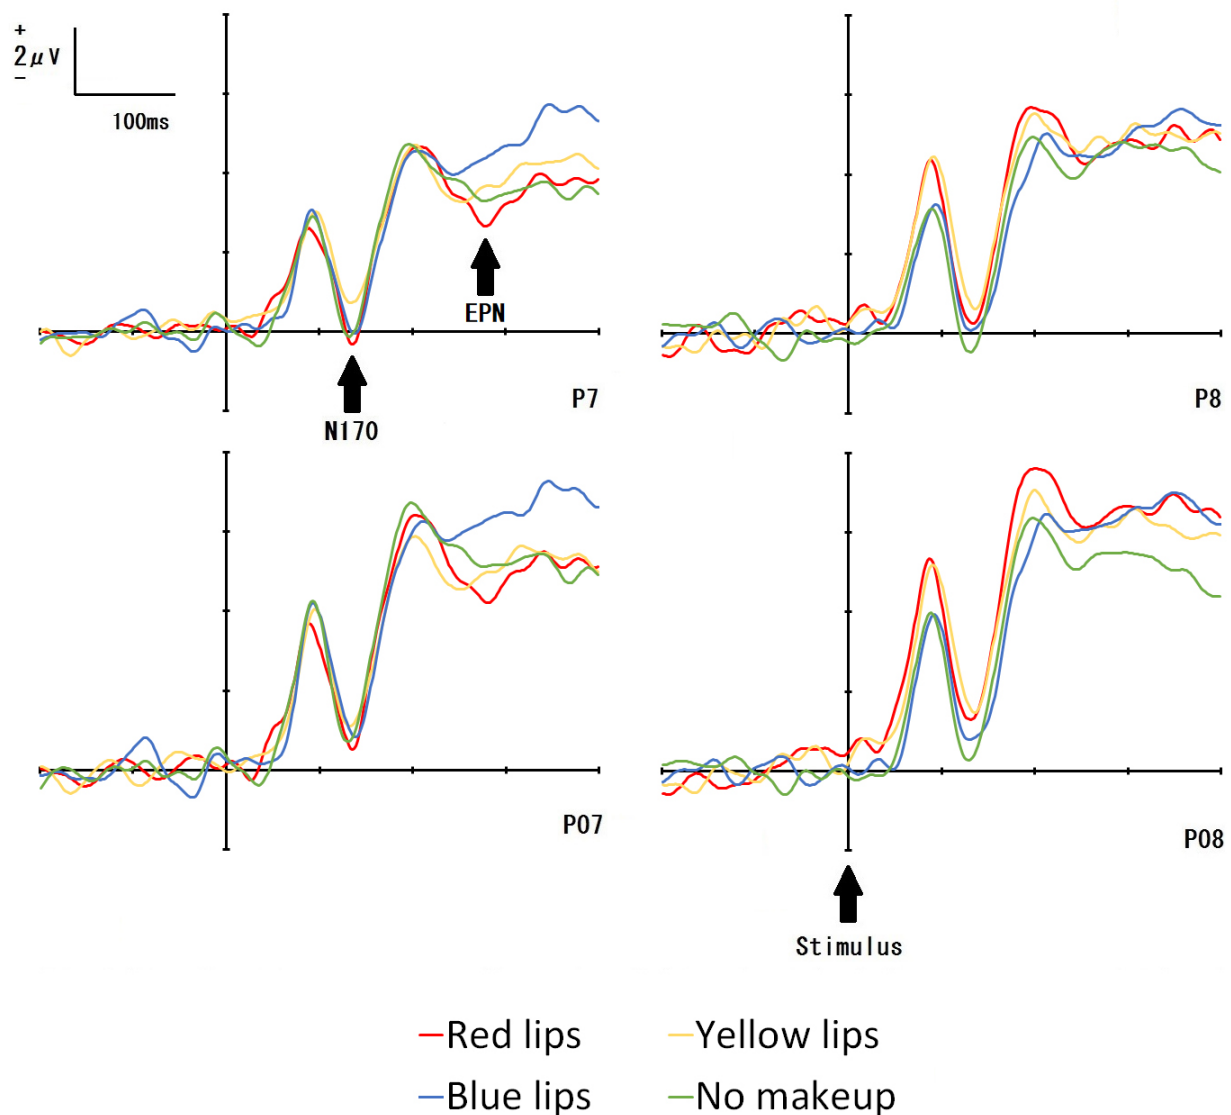 +
2μV
−
100ms
EPN
P7
P8
N170
P07
P08
Stimulus
Red lips
Yellow lips
Blue lips
No makeup